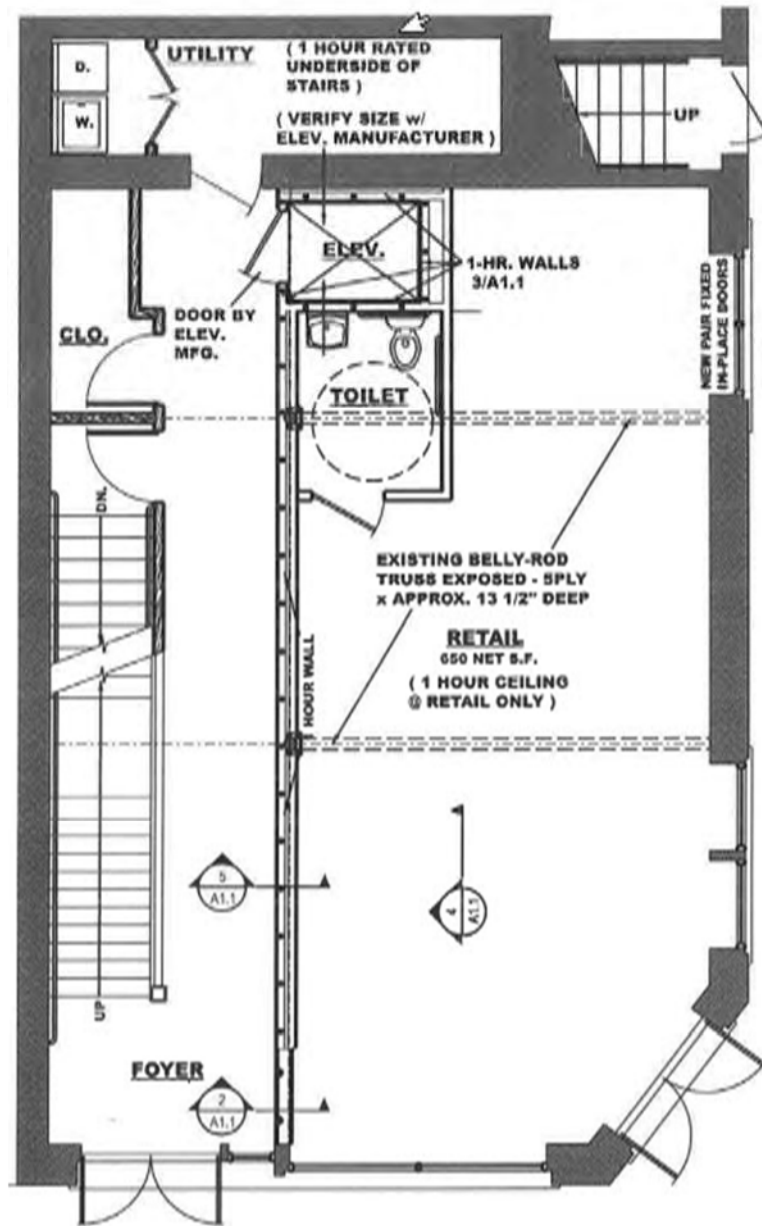 D.
W.
UTILITY
( 1 HOUR RATED
UNDERSIDE OF
STAIRS )
( VERIFY SIZE w/
ELEV. MANUFACTURER )
UP
ELEV.
1-HR. WALLS
3/A1.1
DOOR BY
ELEV.
MFG.
CLO.
NEW PAIR FIXED
IN-PLACE DOORS
TOILET
DN.
EXISTING BELLY-ROD
TRUSS EXPOSED - 5PLY
x APPROX. 13 1/2" DEEP
RETAIL
650 NET S.F.
( 1 HOUR CEILING
@ RETAIL ONLY )
1 HOUR WALL
5
A1.1
4
A1.1
UP
FOYER
2
A1.1